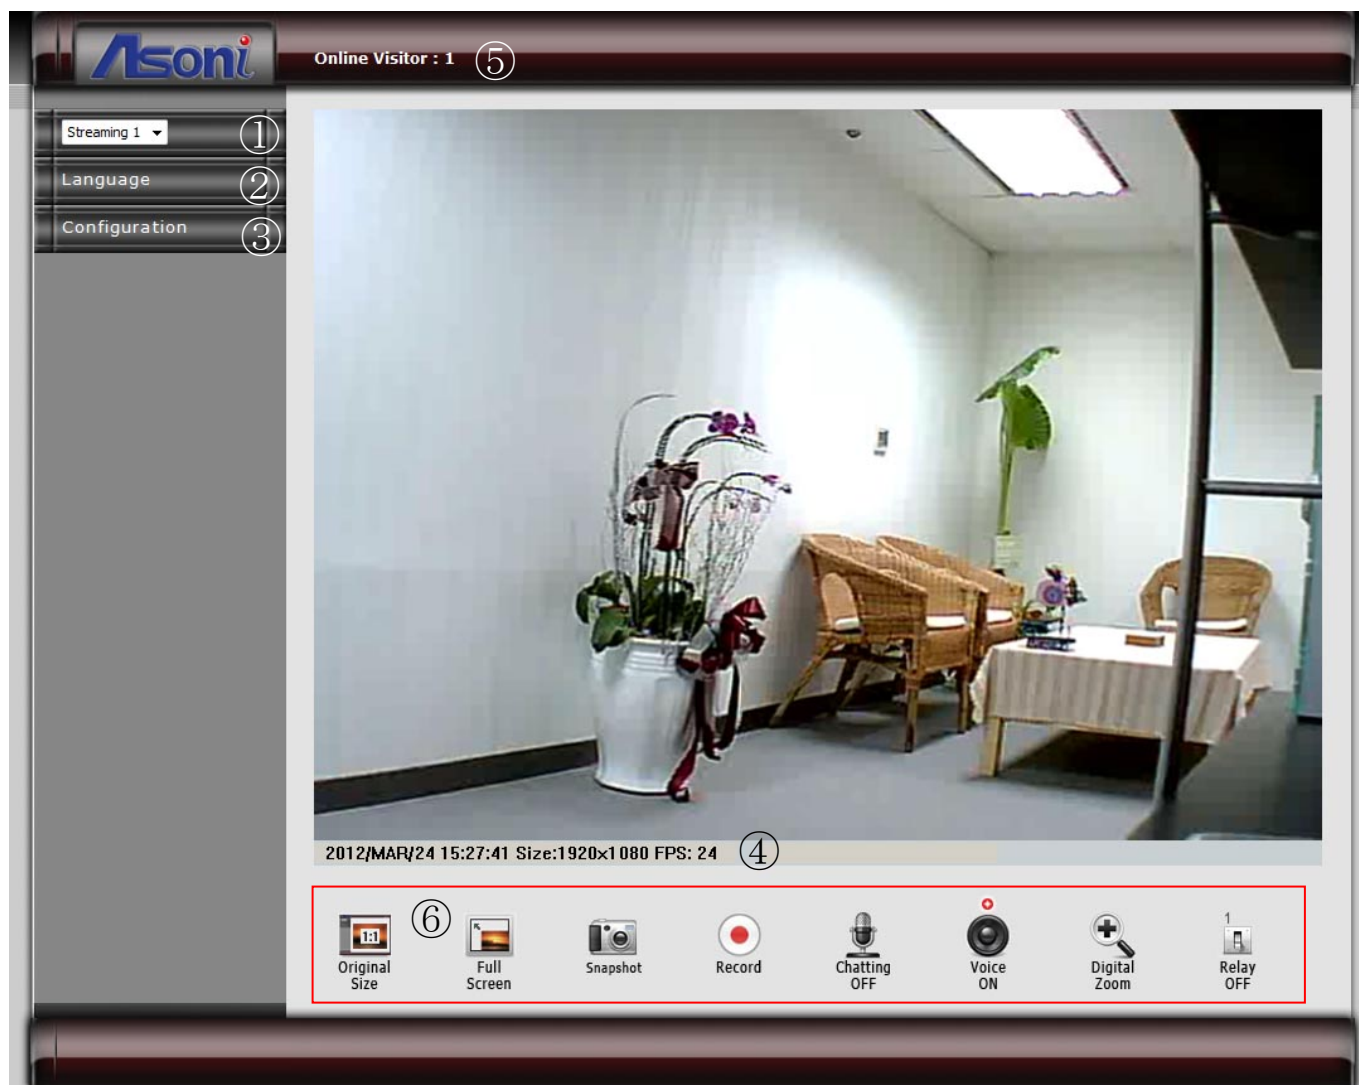 Asoni
Online Visitor : 1 ⑤
Streaming 1 ①
Language ②
Configuration ③
2012/MAR/24 15:27:41 Size:1920x1080 FPS: 24 ④
⑥
1:1
Original
Size
Full
Screen
Snapshot
Record
Chatting
OFF
Voice
ON
Digital
Zoom
1
Relay
OFF